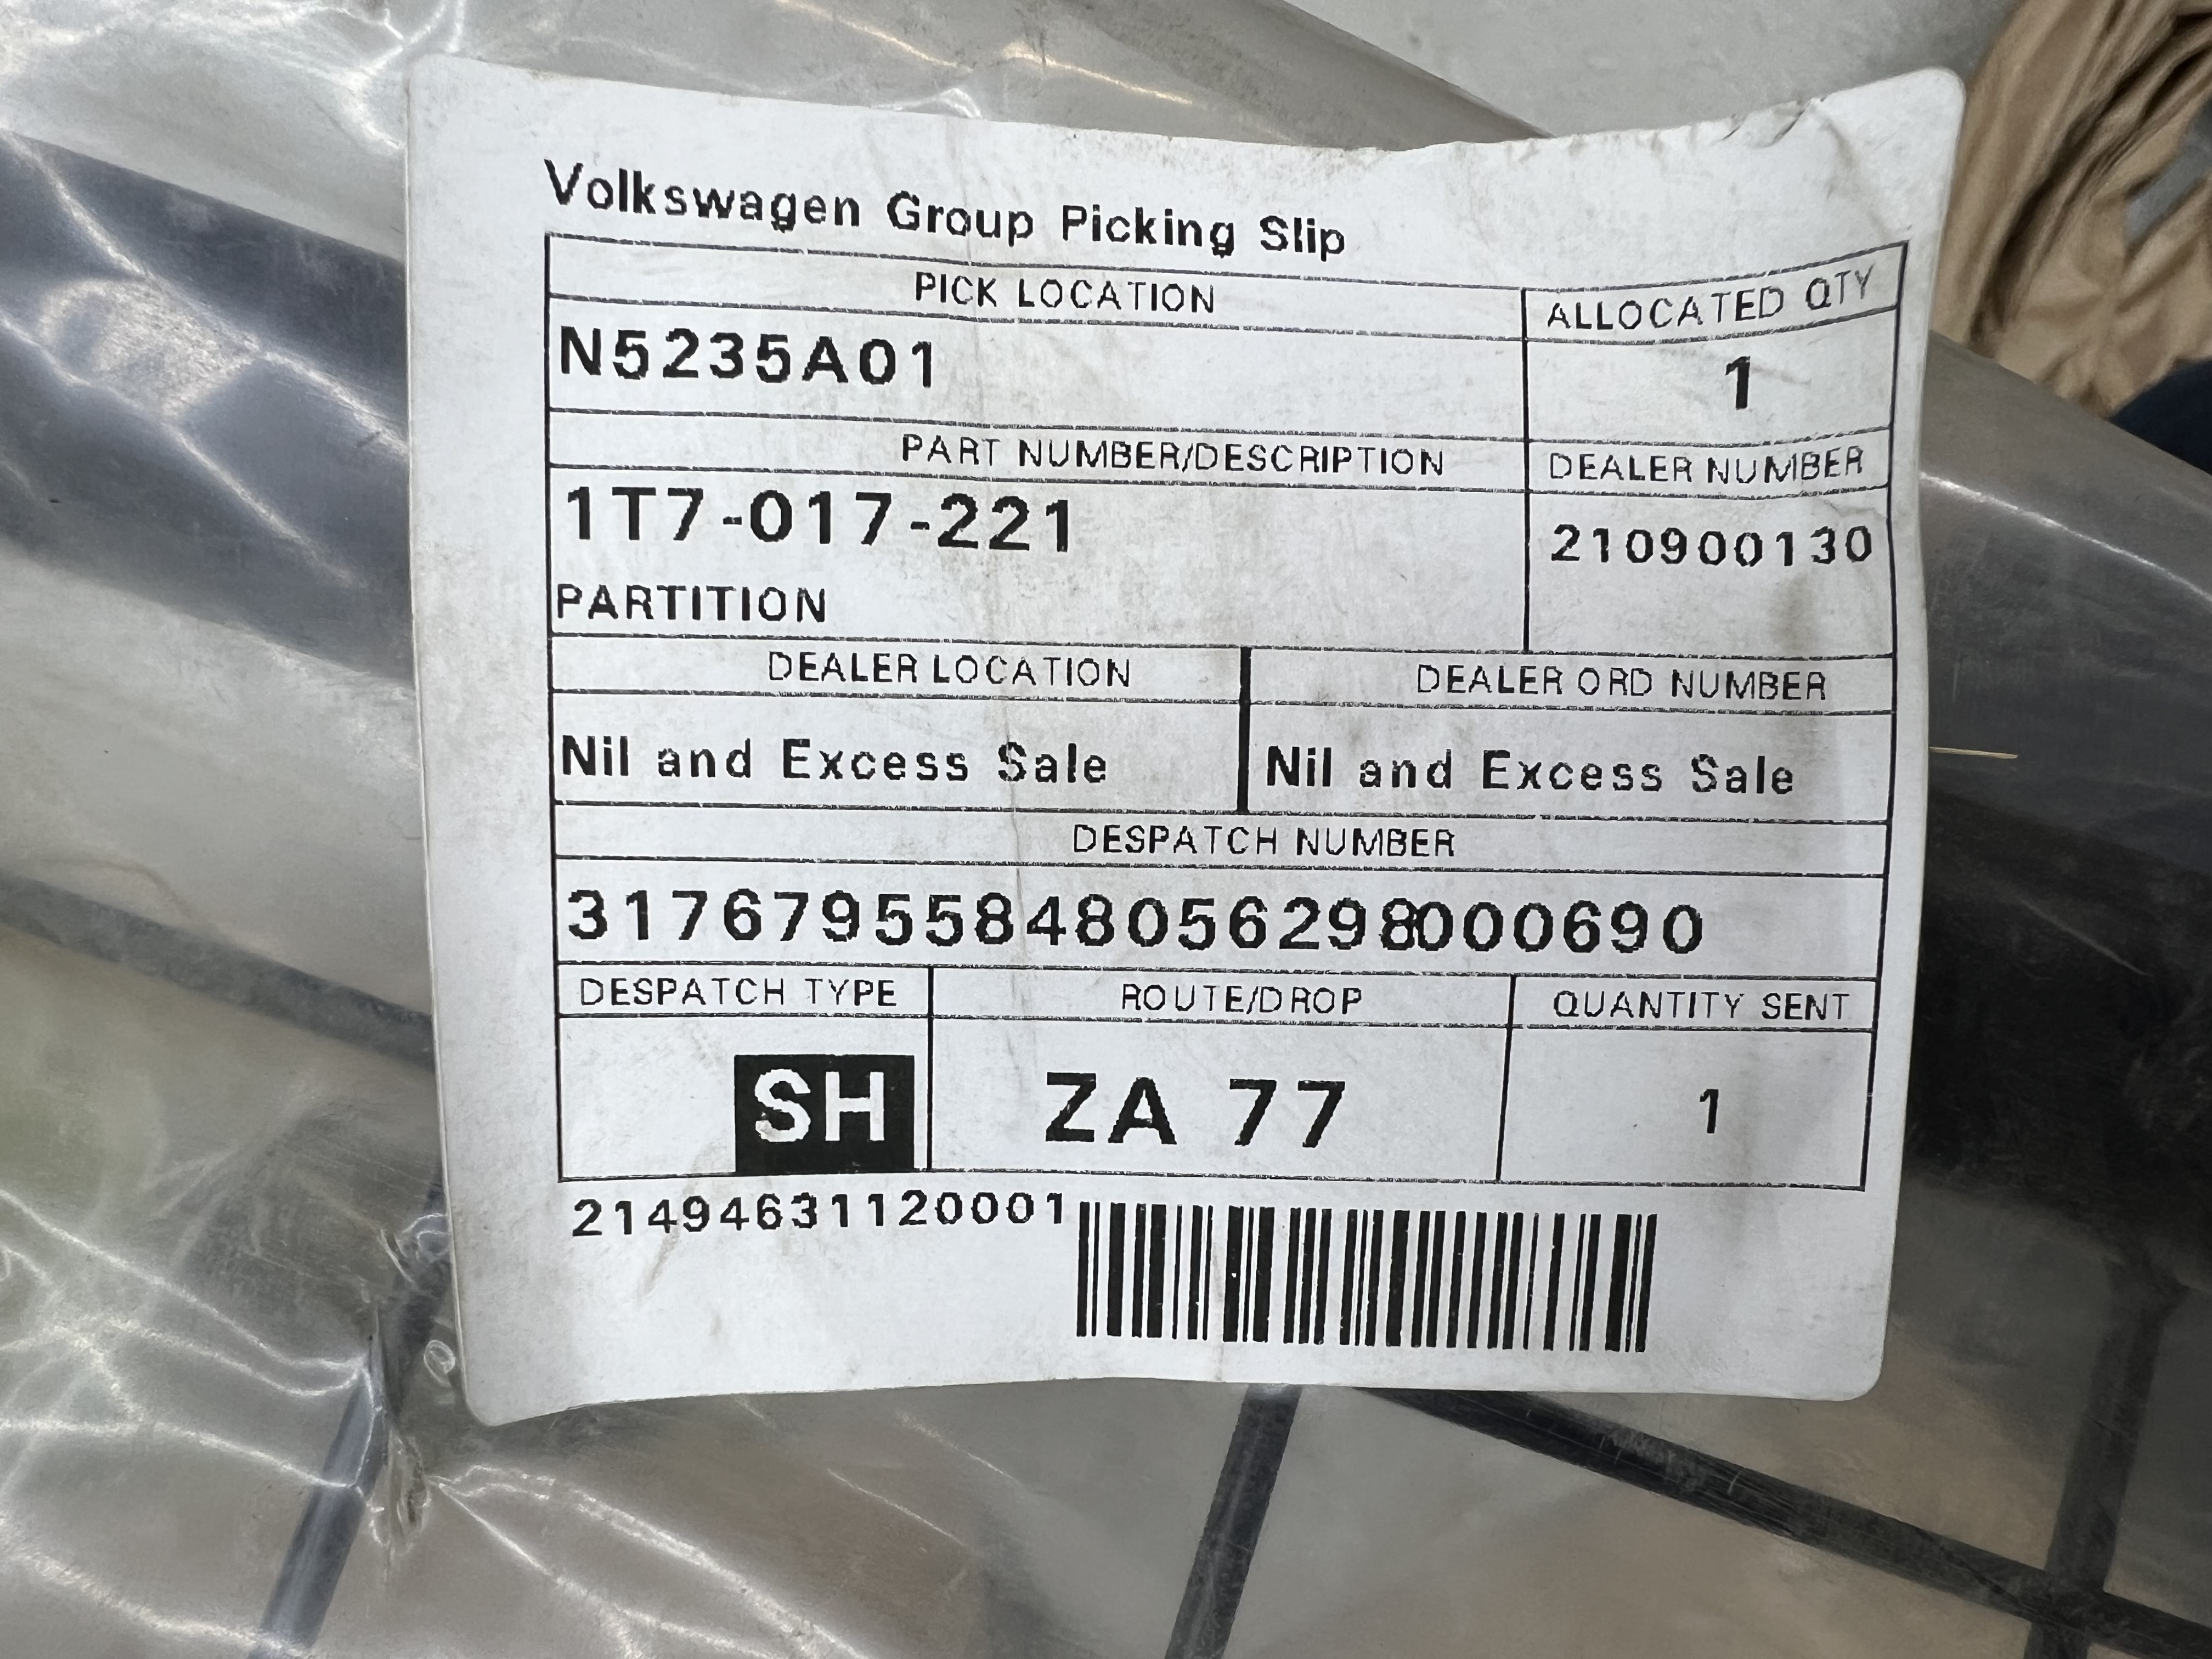 Volkswagen Group Picking Slip
PICK LOCATION
ALLOCATED QTY
N5235A01
1
PART NUMBER/DESCRIPTION
DEALER NUMBER
1T7-017-221
210900130
PARTITION
DEALER LOCATION
DEALER ORD NUMBER
Nil and Excess Sale
Nil and Excess Sale
DESPATCH NUMBER
31767955848056298000690
DESPATCH TYPE
ROUTE/DROP
QUANTITY SENT
SH
ZA 77
1
21494631120001